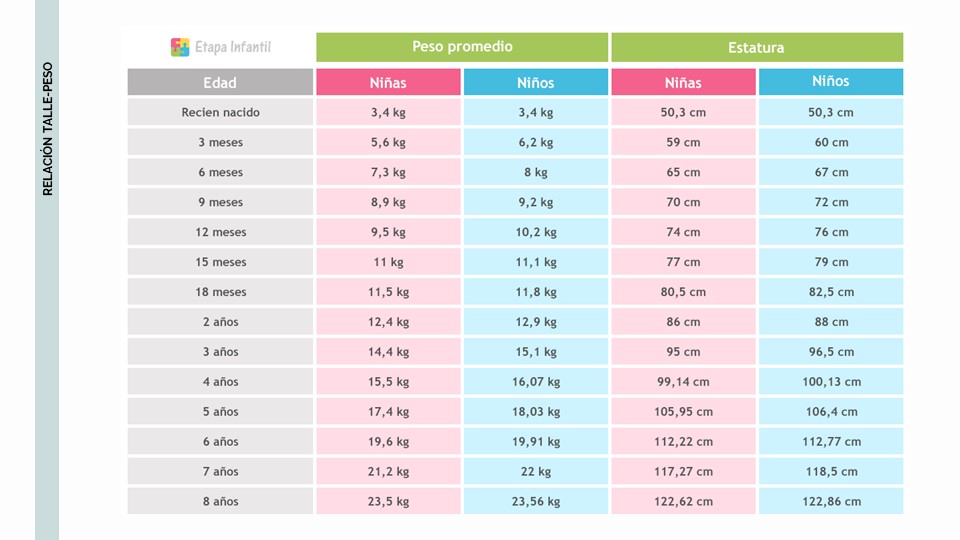 RELACIÓN TALLE-PESO
Etapa Infantil Peso promedio Estatura
Edad Niñas Niños Niñas Niños
Recien nacido 3,4 kg 3,4 kg 50,3 cm 50,3 cm
3 meses 5,6 kg 6,2 kg 59 cm 60 cm
6 meses 7,3 kg 8 kg 65 cm 67 cm
9 meses 8,9 kg 9,2 kg 70 cm 72 cm
12 meses 9,5 kg 10,2 kg 74 cm 76 cm
15 meses 11 kg 11,1 kg 77 cm 79 cm
18 meses 11,5 kg 11,8 kg 80,5 cm 82,5 cm
2 años 12,4 kg 12,9 kg 86 cm 88 cm
3 años 14,4 kg 15,1 kg 95 cm 96,5 cm
4 años 15,5 kg 16,07 kg 99,14 cm 100,13 cm
5 años 17,4 kg 18,03 kg 105,95 cm 106,4 cm
6 años 19,6 kg 19,91 kg 112,22 cm 112,77 cm
7 años 21,2 kg 22 kg 117,27 cm 118,5 cm
8 años 23,5 kg 23,56 kg 122,62 cm 122,86 cm